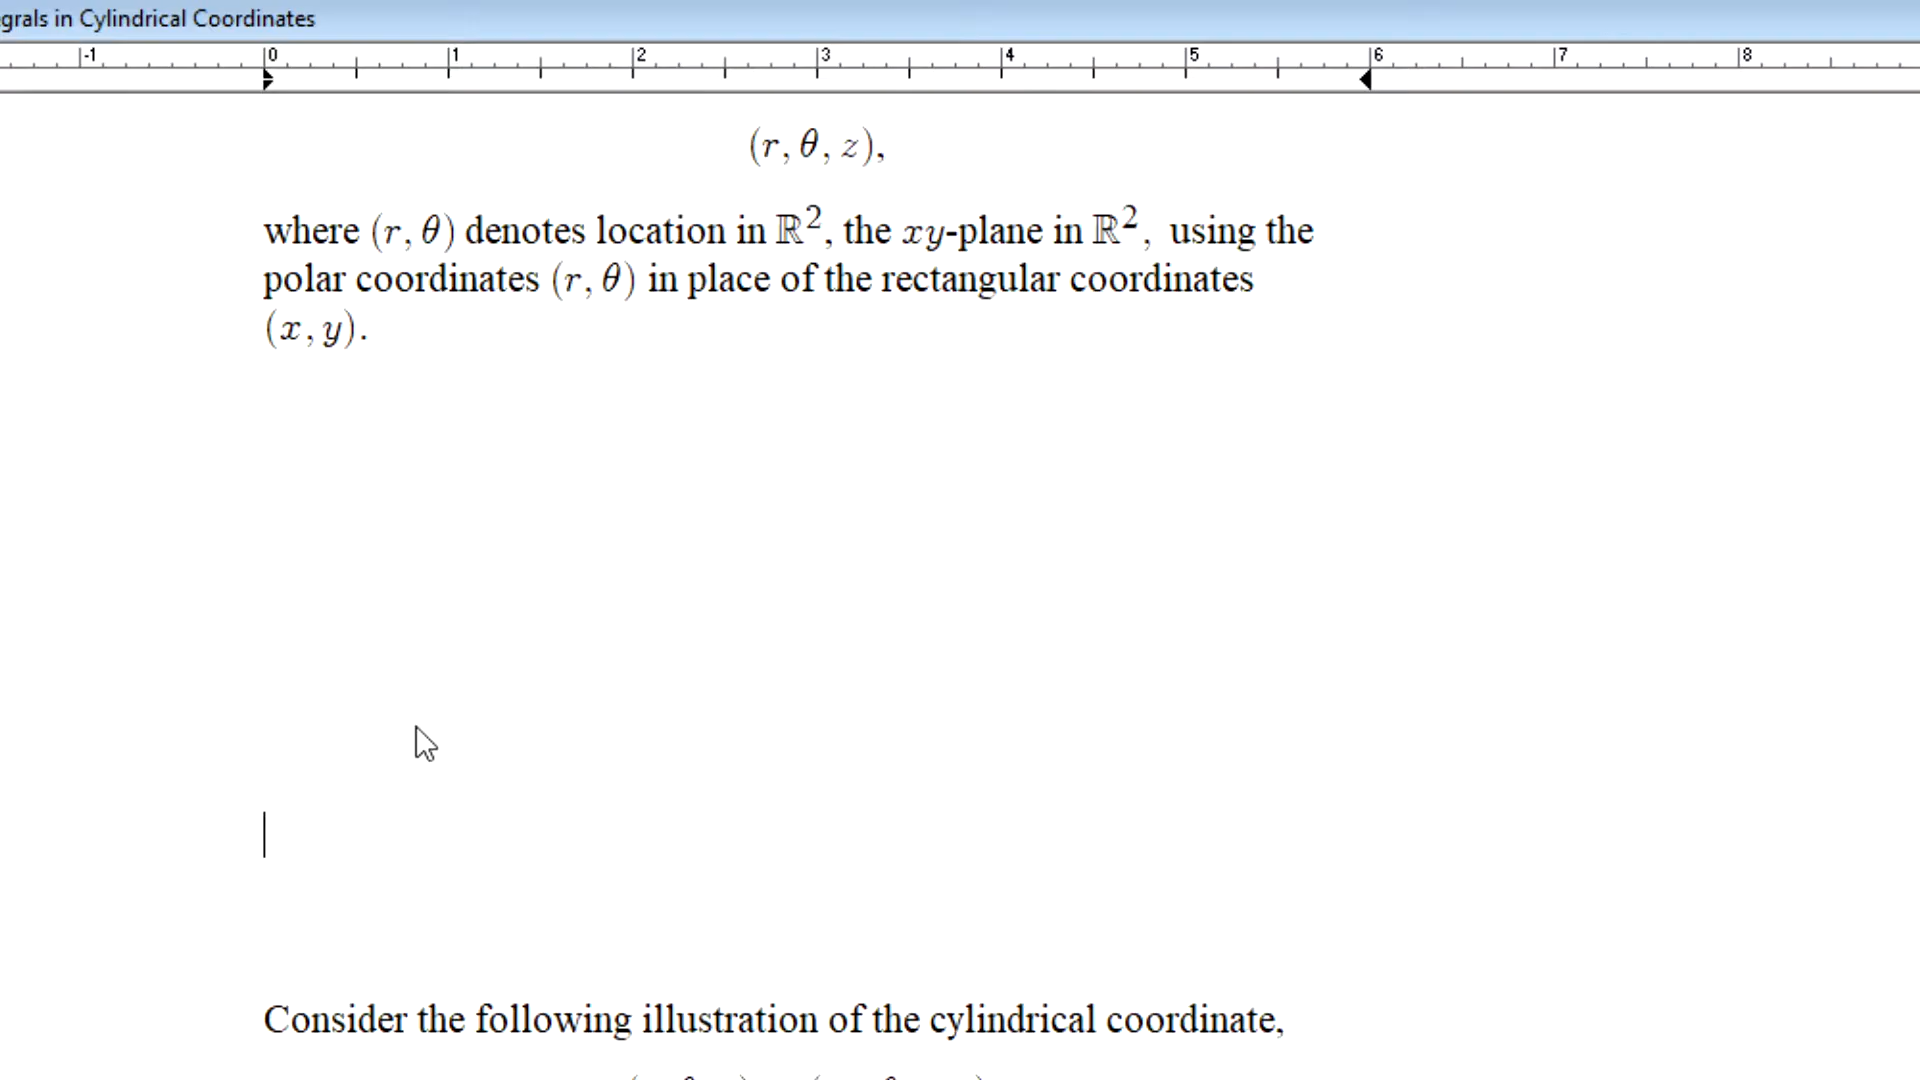 grals in Cylindrical Coordinates
-1 0 1 2 3 4 5 6 7 8
(r, θ, z),
where (r, θ) denotes location in ℝ², the xy-plane in ℝ², using the
polar coordinates (r, θ) in place of the rectangular coordinates
(x, y).
Consider the following illustration of the cylindrical coordinate,